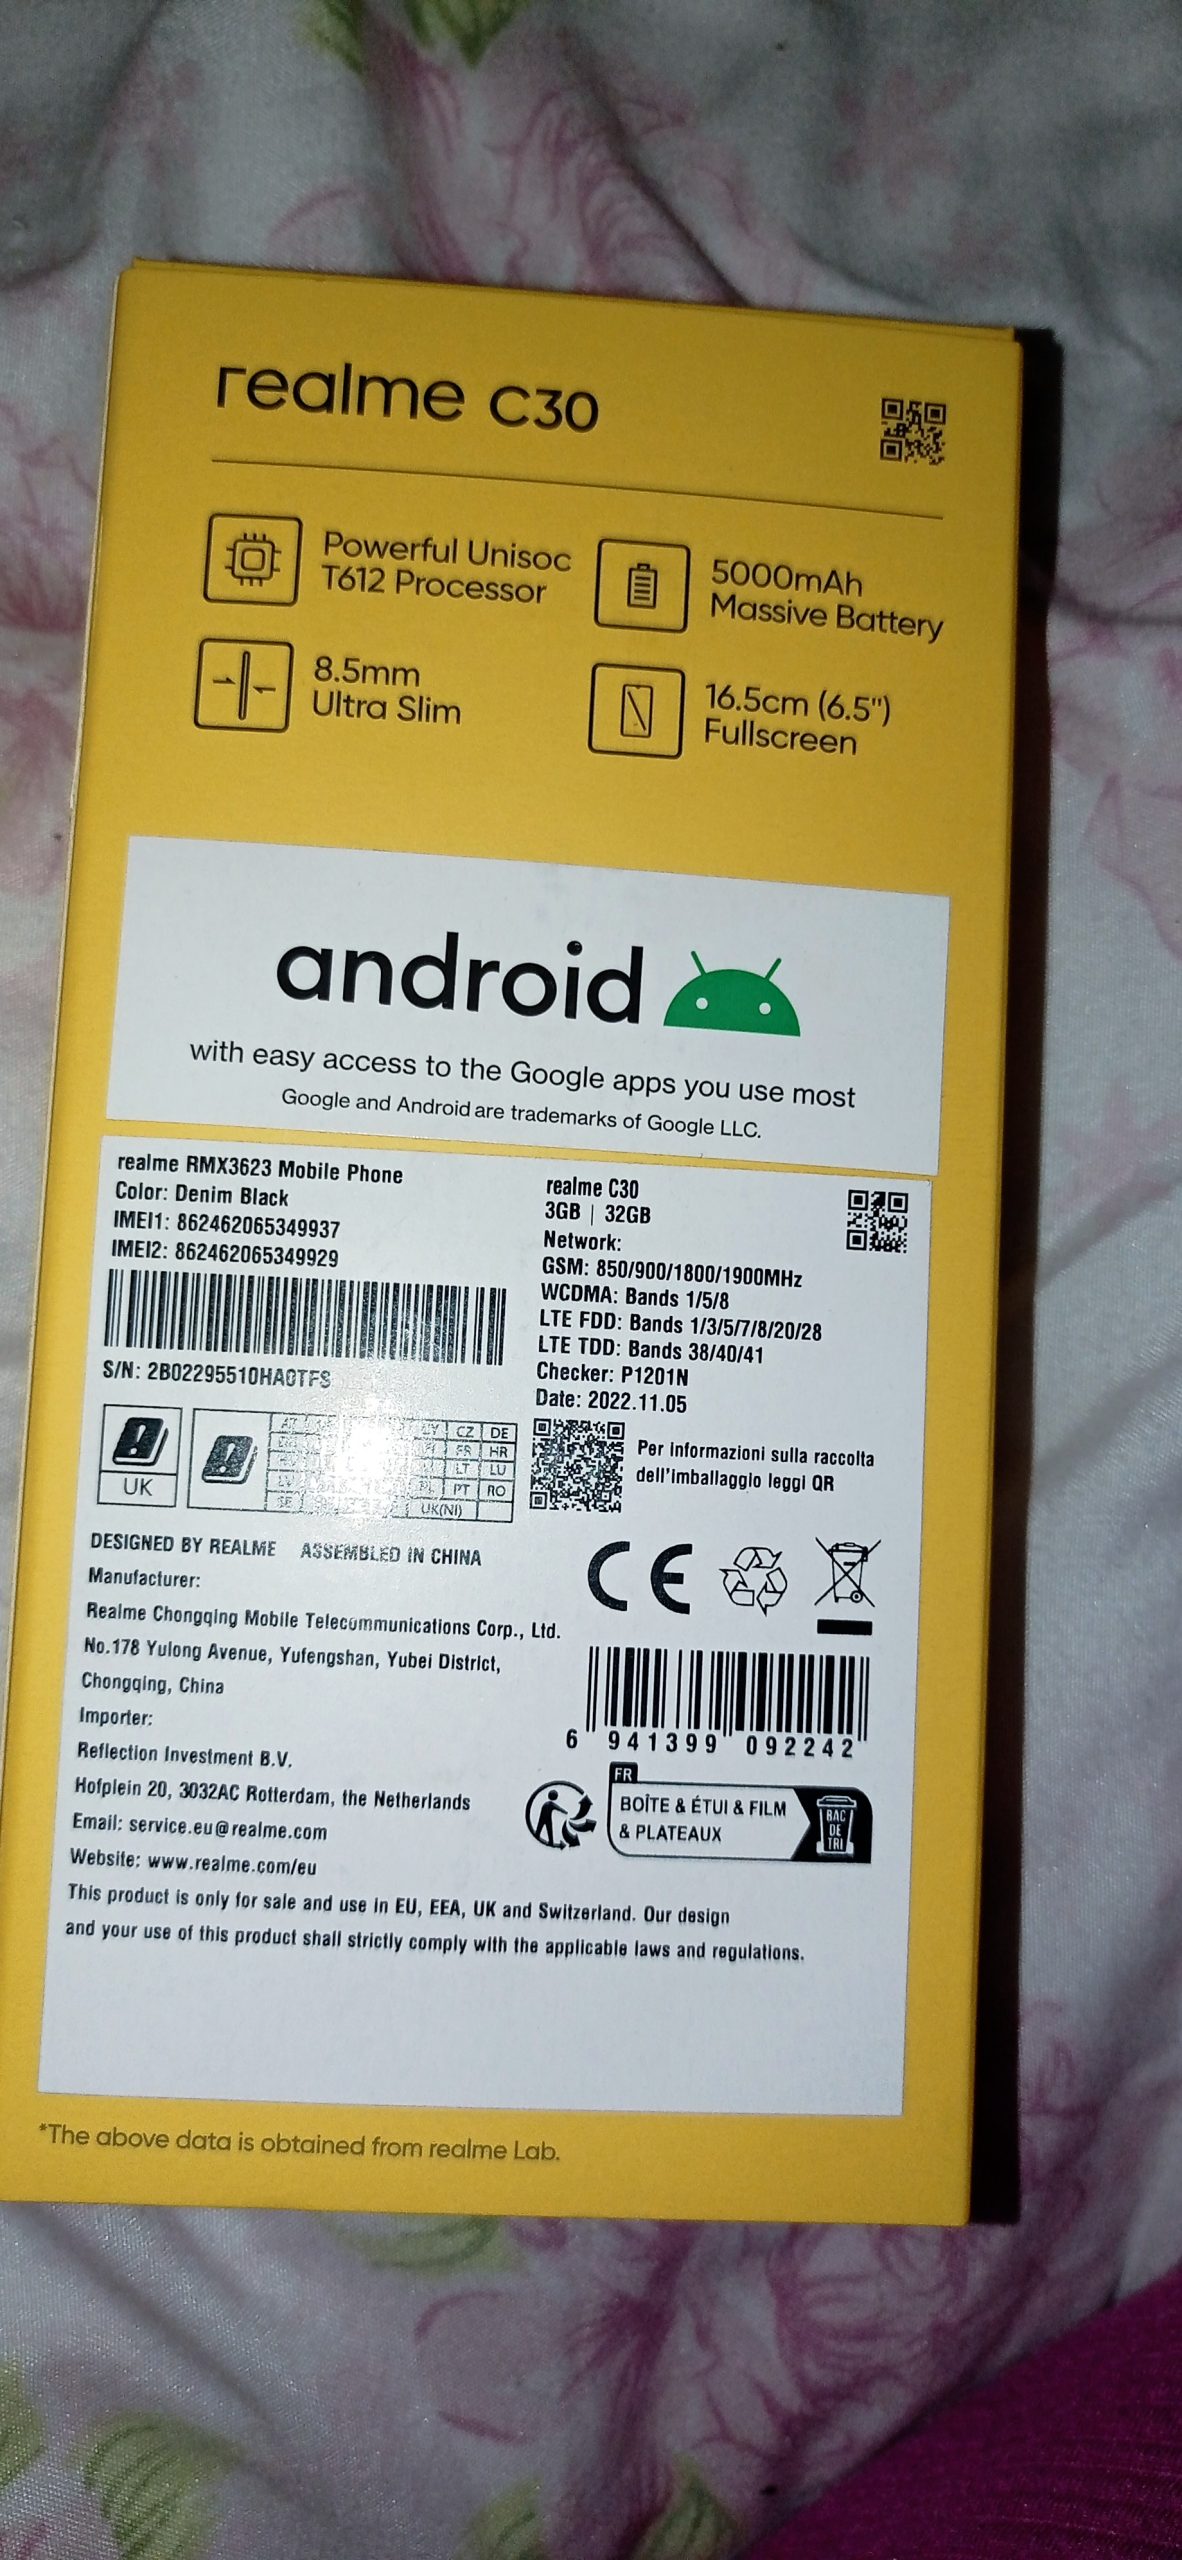 realme C30
Powerful Unisoc
T612 Processor
5000mAh
Massive Battery
8.5mm
Ultra Slim
16.5cm (6.5")
Fullscreen
android
with easy access to the Google apps you use most
Google and Android are trademarks of Google LLC.
realme RMX3623 Mobile Phone
Color: Denim Black
IMEI1: 862462065349937
IMEI2: 862462065349929
S/N: 2B02295510HA0TFS
realme C30
3GB | 32GB
Network:
GSM: 850/900/1800/1900MHz
WCDMA: Bands 1/5/8
LTE FDD: Bands 1/3/5/7/8/20/28
LTE TDD: Bands 38/40/41
Checker: P1201N
Date: 2022.11.05
UK
CZ DE
FR HR
LT LU
PL PT RO
UK(NI)
Per informazioni sulla raccolta
dell'imballaggio leggi QR
DESIGNED BY REALME ASSEMBLED IN CHINA
Manufacturer:
Realme Chongqing Mobile Telecommunications Corp., Ltd.
No.178 Yulong Avenue, Yufengshan, Yubei District,
Chongqing, China
Importer:
Reflection Investment B.V.
Hofplein 20, 3032AC Rotterdam, the Netherlands
Email: service.eu@realme.com
Website: www.realme.com/eu
CE
6 941399 092242
FR
BOÎTE & ÉTUI & FILM
& PLATEAUX
BAC
DE
TRI
This product is only for sale and use in EU, EEA, UK and Switzerland. Our design
and your use of this product shall strictly comply with the applicable laws and regulations.
*The above data is obtained from realme Lab.